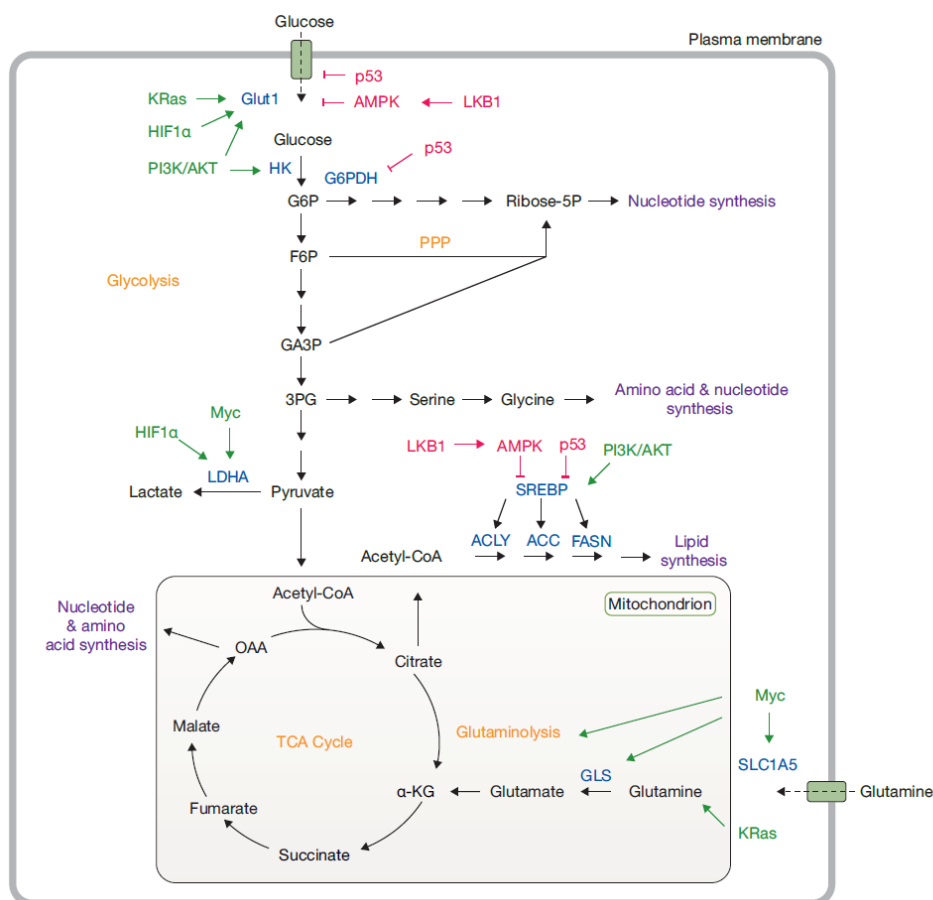 Glucose
Plasma membrane
p53
KRas
Glut1
AMPK
LKB1
HIF1α
Glucose
p53
PI3K/AKT
HK
G6PDH
G6P
Ribose-5P
Nucleotide synthesis
PPP
F6P
Glycolysis
GA3P
3PG
Serine
Glycine
Amino acid & nucleotide
synthesis
Myc
HIF1α
LKB1
AMPK
p53
PI3K/AKT
LDHA
Lactate
Pyruvate
SREBP
ACLY
ACC
FASN
Acetyl-CoA
Lipid
synthesis
Acetyl-CoA
Mitochondrion
Nucleotide
& amino
acid synthesis
OAA
Citrate
Myc
Malate
TCA Cycle
Glutaminolysis
SLC1A5
GLS
α-KG
Glutamate
Glutamine
Glutamine
Fumarate
KRas
Succinate